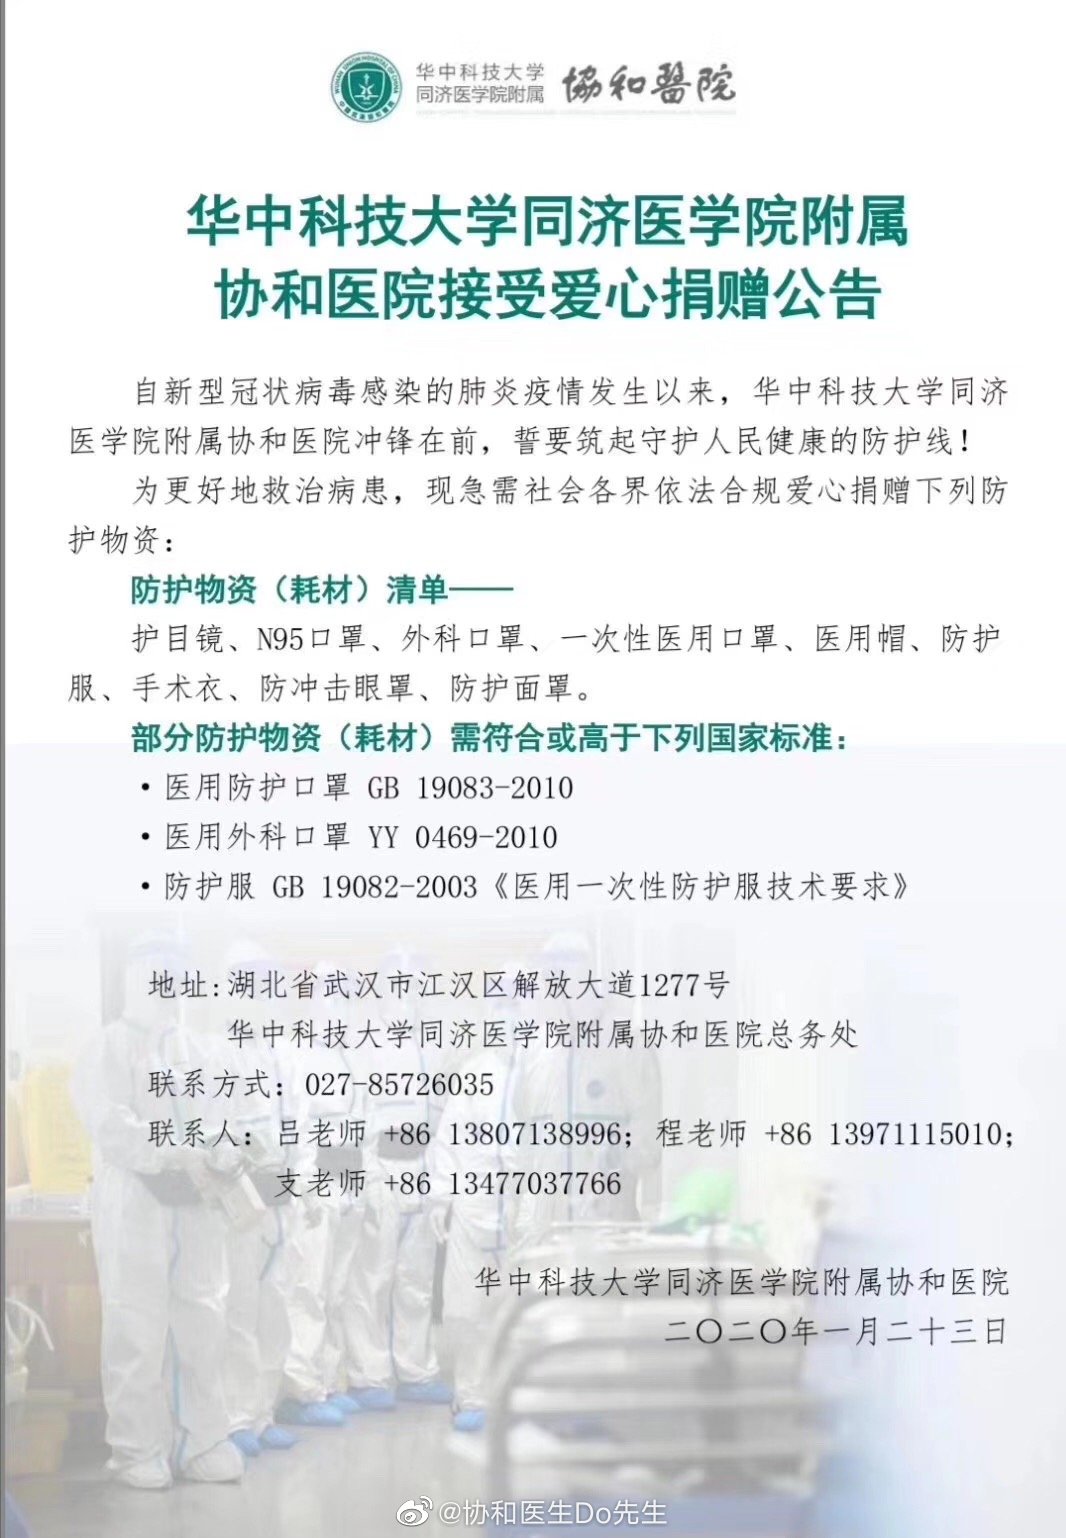 华中科技大学
同济医学院附属
協和醫院
华中科技大学同济医学院附属
协和医院接受爱心捐赠公告
自新型冠状病毒感染的肺炎疫情发生以来，华中科技大学同济
医学院附属协和医院冲锋在前，誓要筑起守护人民健康的防护线！
为更好地救治病患，现急需社会各界依法合规爱心捐赠下列防
护物资：
防护物资（耗材）清单——
护目镜、N95口罩、外科口罩、一次性医用口罩、医用帽、防护
服、手术衣、防冲击眼罩、防护面罩。
部分防护物资（耗材）需符合或高于下列国家标准：
·医用防护口罩 GB 19083-2010
·医用外科口罩 YY 0469-2010
·防护服 GB 19082-2003《医用一次性防护服技术要求》
地址:湖北省武汉市江汉区解放大道1277号
华中科技大学同济医学院附属协和医院总务处
联系方式：027-85726035
联系人：吕老师 +86 13807138996；程老师 +86 13971115010；
支老师 +86 13477037766
华中科技大学同济医学院附属协和医院
二〇二〇年一月二十三日
@协和医生Do先生